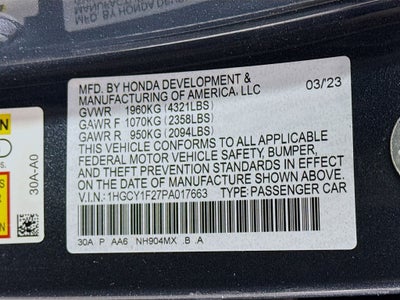 MFD. BY HONDA DEVELOPMENT &
MANUFACTURING OF AMERICA, LLC
03/23
GVWR 1960KG (4321LBS)
GAWR F 1070KG (2358LBS)
GAWR R 950KG (2094LBS)
THIS VEHICLE CONFORMS TO ALL APPLICABLE
FEDERAL MOTOR VEHICLE SAFETY, BUMPER,
AND THEFT PREVENTION STANDARDS IN EFFECT
ON THE DATE OF MANUFACTURE SHOWN ABOVE.
V.I.N.: 1HGCY1F27PA017663 TYPE: PASSENGER CAR
30A P AA6 NH904MX .B .A
30A-A0